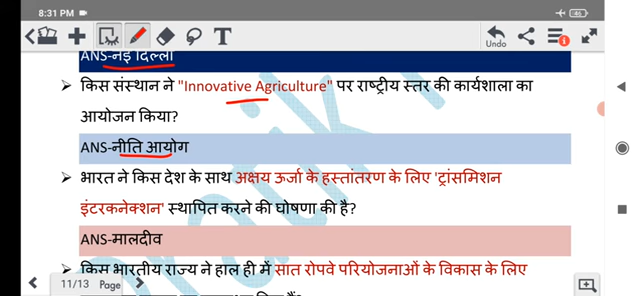 8:31 PM
46
T
Undo
ANS-नई दिल्ली
➢ किस संस्थान ने "Innovative Agriculture" पर राष्ट्रीय स्तर की कार्यशाला का
आयोजन किया?
ANS-नीति आयोग
➢ भारत ने किस देश के साथ अक्षय ऊर्जा के हस्तांतरण के लिए 'ट्रांसमिशन
इंटरकनेक्शन' स्थापित करने की घोषणा की है?
ANS-मालदीव
➢ किस भारतीय राज्य ने हाल ही में सात रोपवे परियोजनाओं के विकास के लिए
11/13